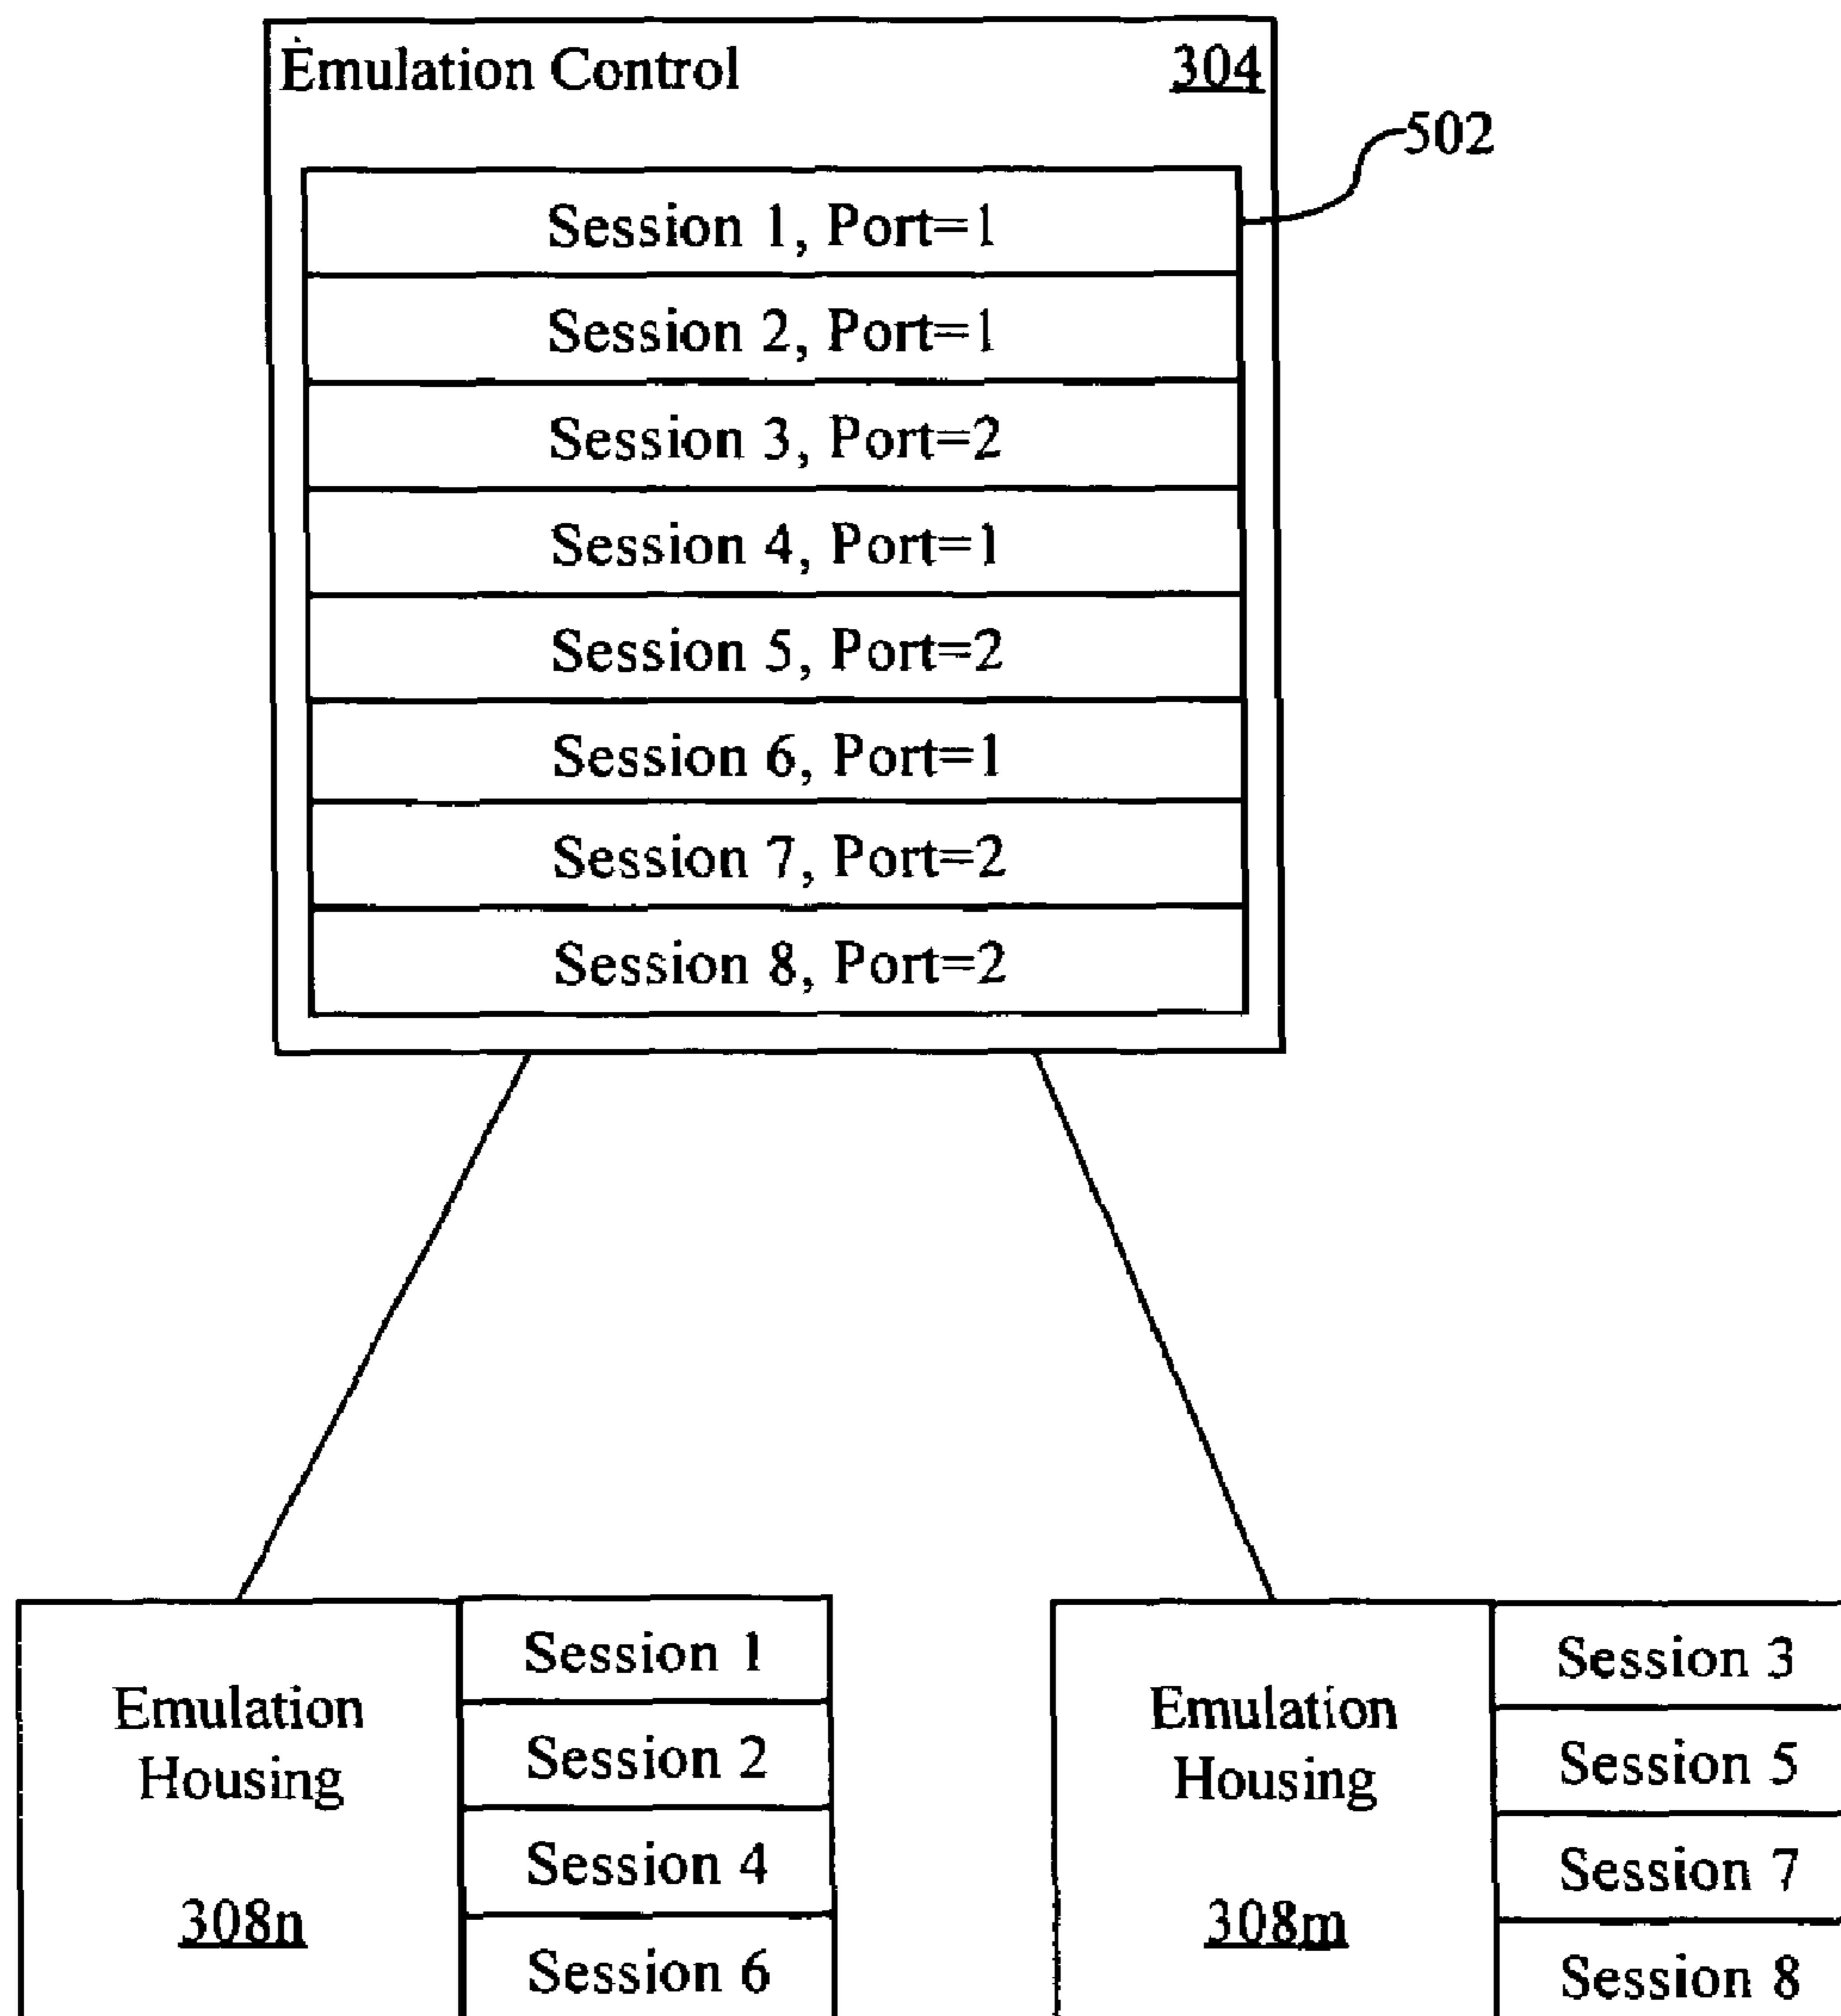 Emulation Control 304
502
Session 1, Port=1
Session 2, Port=1
Session 3, Port=2
Session 4, Port=1
Session 5, Port=2
Session 6, Port=1
Session 7, Port=2
Session 8, Port=2
Emulation
Housing
308n
Session 1
Session 2
Session 4
Session 6
Emulation
Housing
308m
Session 3
Session 5
Session 7
Session 8